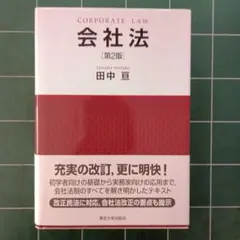 CORPORATE LAW
会社法
[第2版]
TANAKA WATARU
田中 亘
充実の改訂，更に明快！
初学者向けの基礎から実務家向けの応用まで，
会社法制のすべてを解き明かしたテキスト
改正民法に対応，会社法改正の要点も提示
東京大学出版会